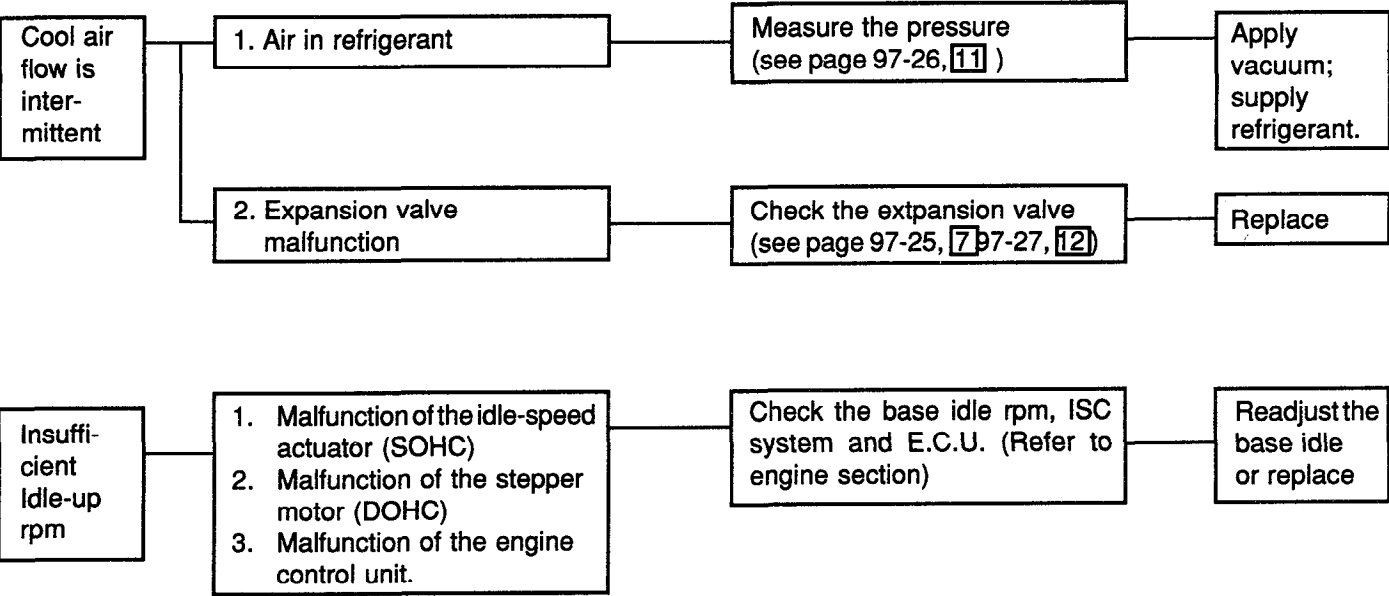 Cool air
flow is
inter-
mittent
1. Air in refrigerant
Measure the pressure
(see page 97-26, 11 )
Apply
vacuum;
supply
refrigerant.
2. Expansion valve
malfunction
Check the extpansion valve
(see page 97-25, 7 97-27, 12)
Replace
Insuffi-
cient
Idle-up
rpm
1. Malfunction of the idle-speed
actuator (SOHC)
2. Malfunction of the stepper
motor (DOHC)
3. Malfunction of the engine
control unit.
Check the base idle rpm, ISC
system and E.C.U. (Refer to
engine section)
Readjust the
base idle
or replace